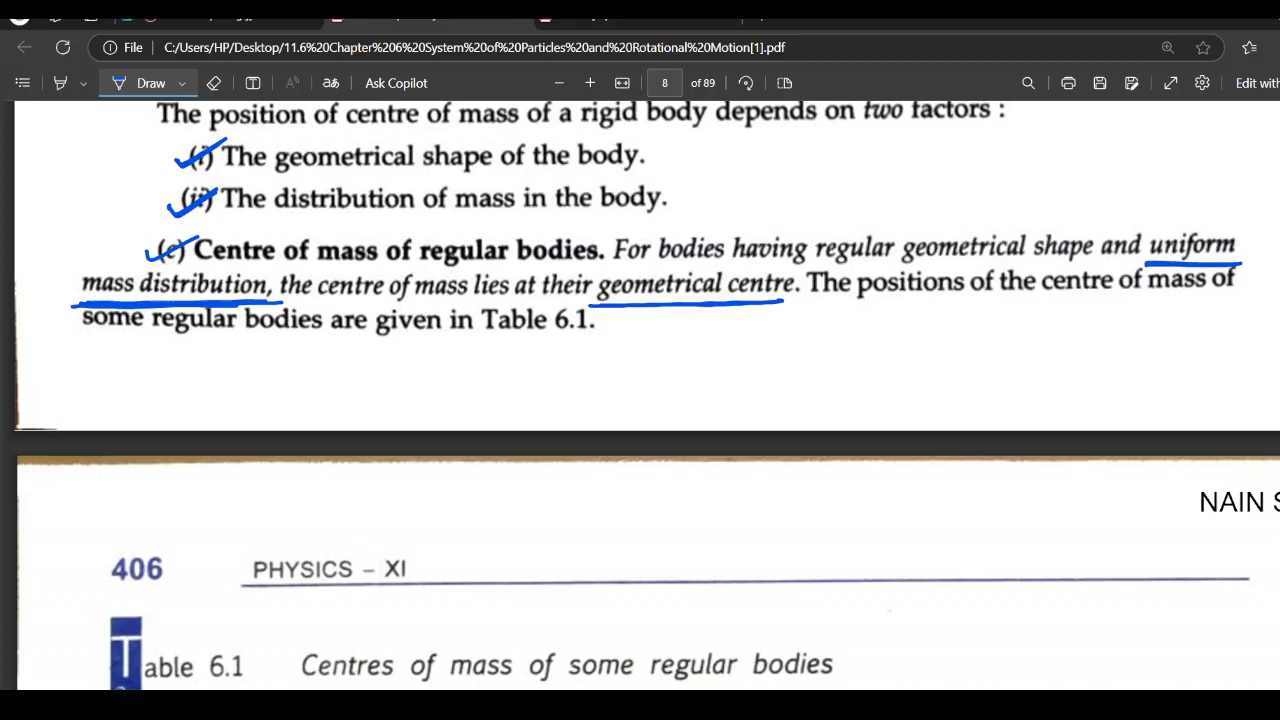 File C:/Users/HP/Desktop/11.6%20Chapter%206%20System%20of%20Particles%20and%20Rotational%20Motion[1].pdf
Draw aあ Ask Copilot 8 of 89 Edit with
The position of centre of mass of a rigid body depends on two factors :
(i) The geometrical shape of the body.
(ii) The distribution of mass in the body.
(c) Centre of mass of regular bodies. For bodies having regular geometrical shape and uniform
mass distribution, the centre of mass lies at their geometrical centre. The positions of the centre of mass of
some regular bodies are given in Table 6.1.
NAIN S
406 PHYSICS – XI
Table 6.1 Centres of mass of some regular bodies